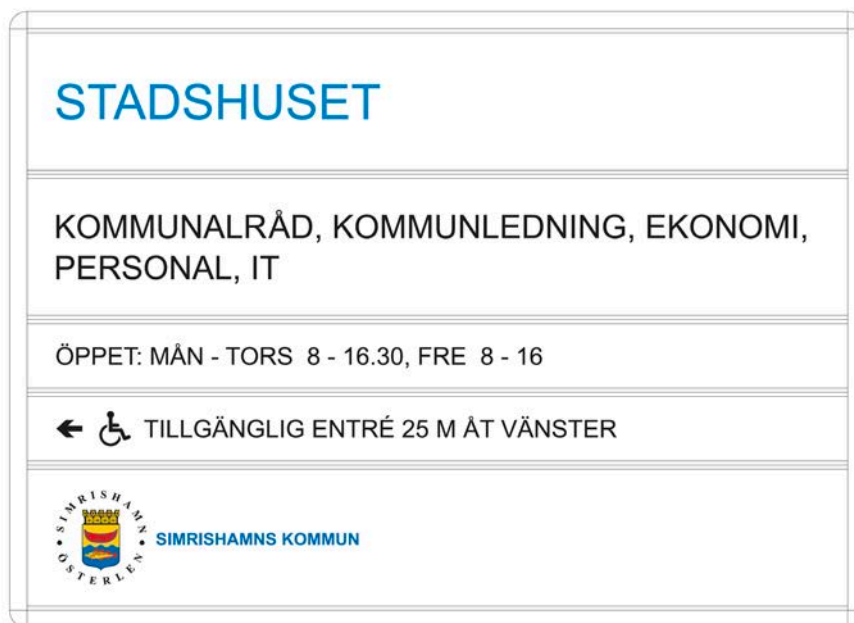 STADSHUSET
KOMMUNALRÅD, KOMMUNLEDNING, EKONOMI,
PERSONAL, IT
ÖPPET: MÅN - TORS 8 - 16.30, FRE 8 - 16
TILLGÄNGLIG ENTRÉ 25 M ÅT VÄNSTER
SIMRISHAMN
ÖSTERLEN
SIMRISHAMNS KOMMUN